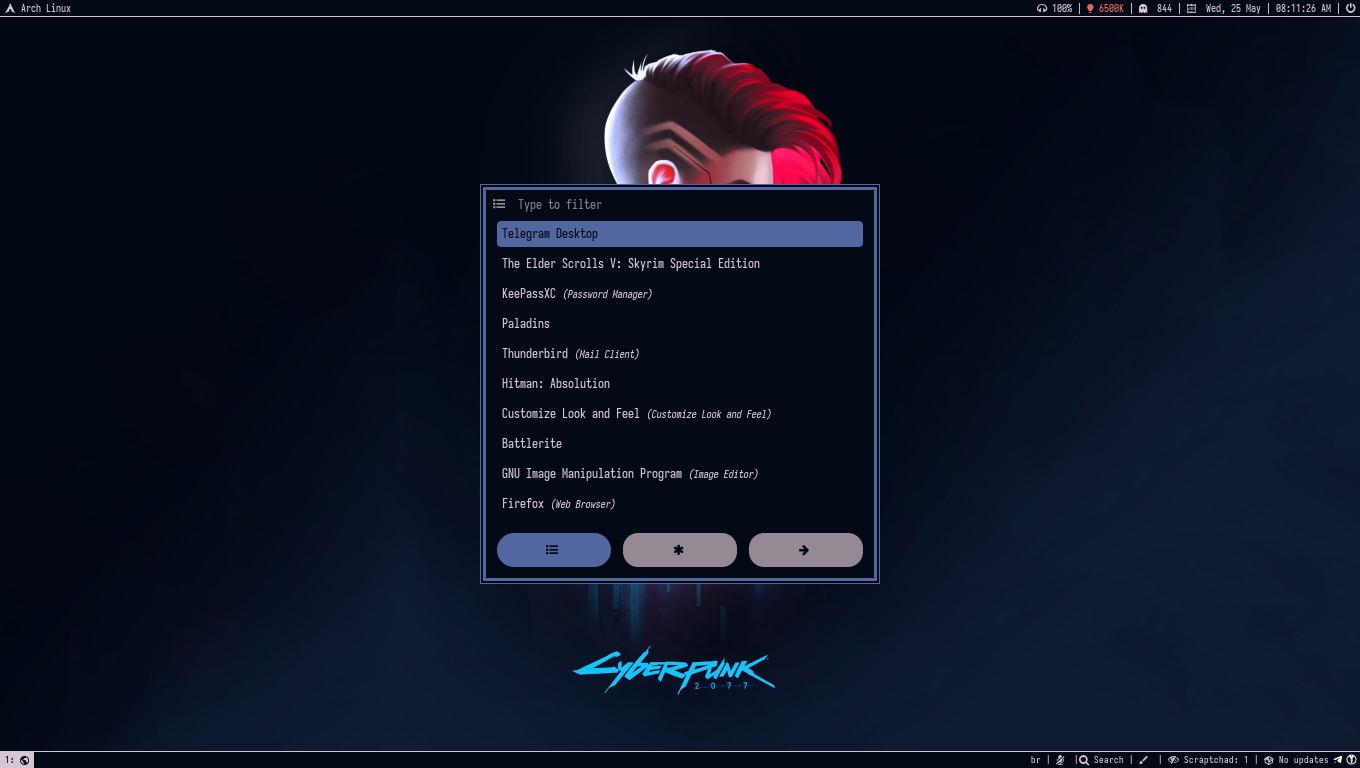 Arch Linux
100% | 6500K | 844 | Wed, 25 May | 08:11:26 AM |
Type to filter
Telegram Desktop
The Elder Scrolls V: Skyrim Special Edition
KeePassXC (Password Manager)
Paladins
Thunderbird (Mail Client)
Hitman: Absolution
Customize Look and Feel (Customize Look and Feel)
Battlerite
GNU Image Manipulation Program (Image Editor)
Firefox (Web Browser)
Cyberpunk
2077
1:
br | | Search | | Scraptchad: 1 | No updates